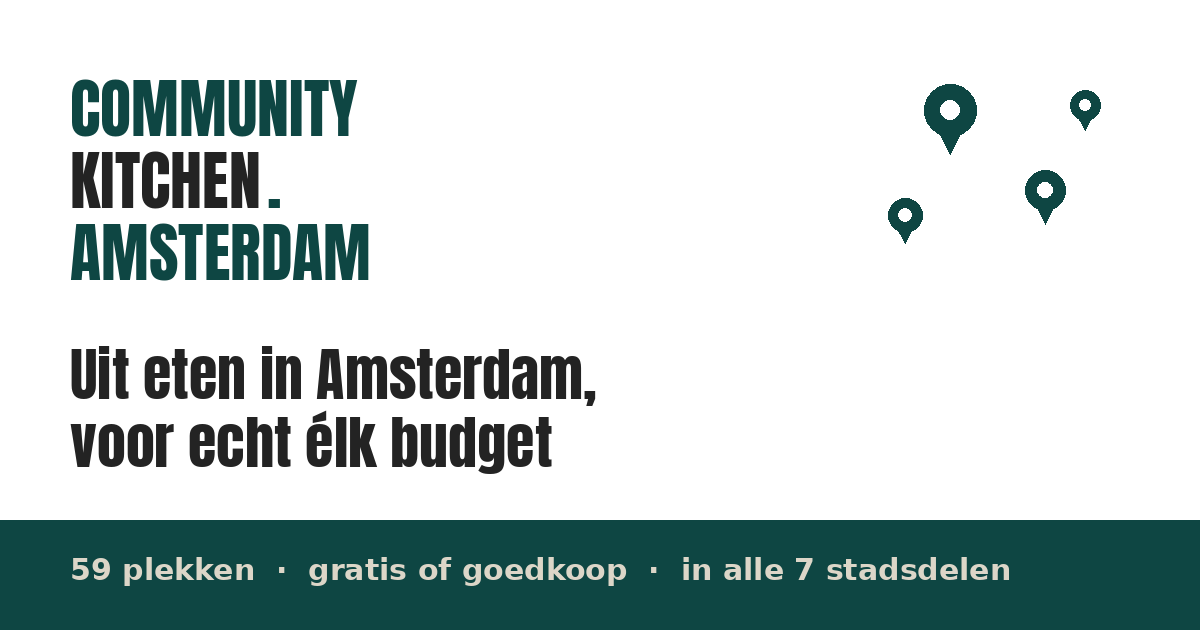 COMMUNITY
KITCHEN.
AMSTERDAM
Uit eten in Amsterdam,
voor echt élk budget
59 plekken · gratis of goedkoop · in alle 7 stadsdelen